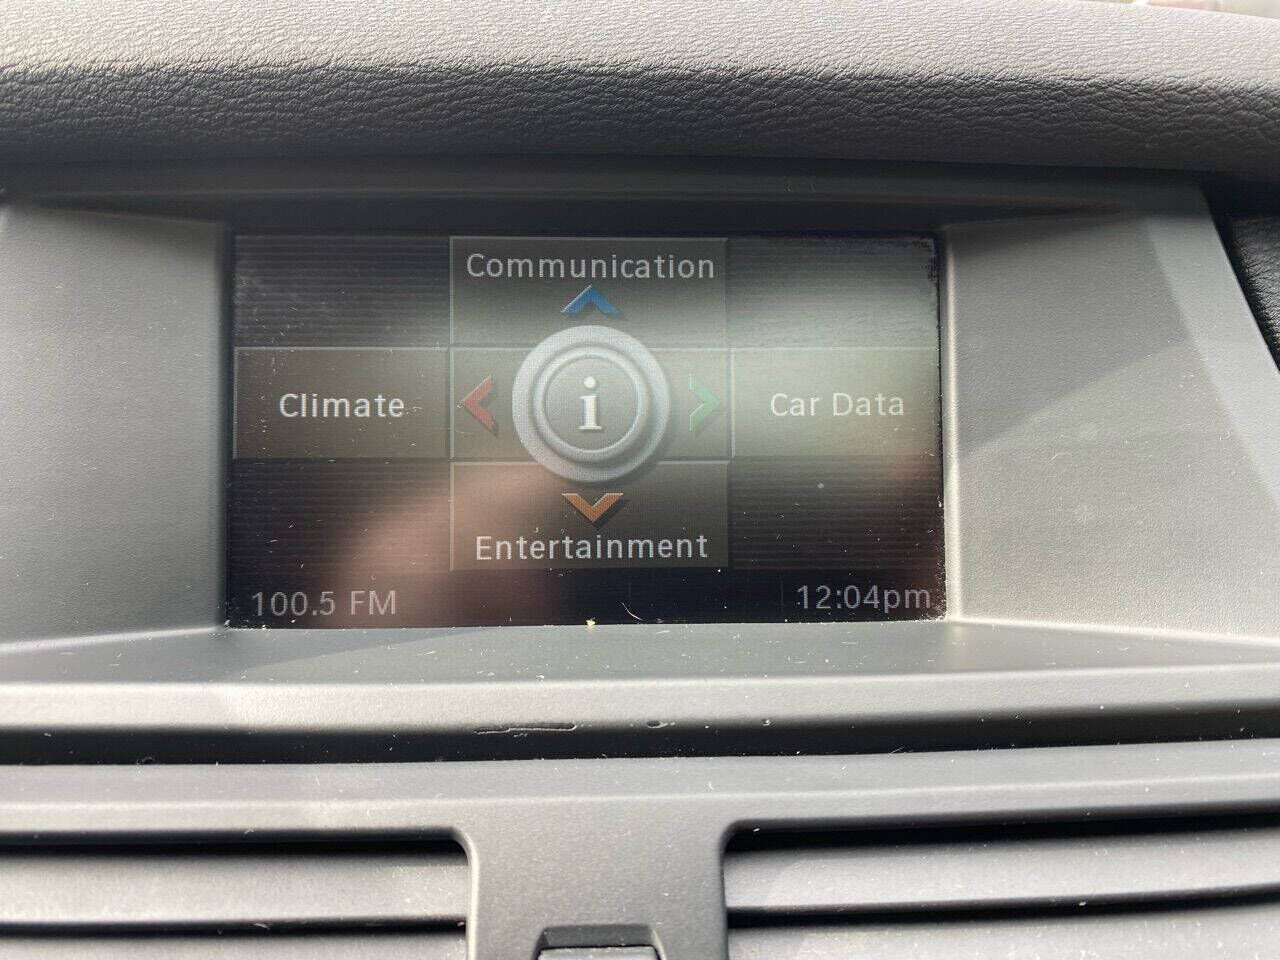 Communication
Climate
i
Car Data
Entertainment
100.5 FM
12:04pm